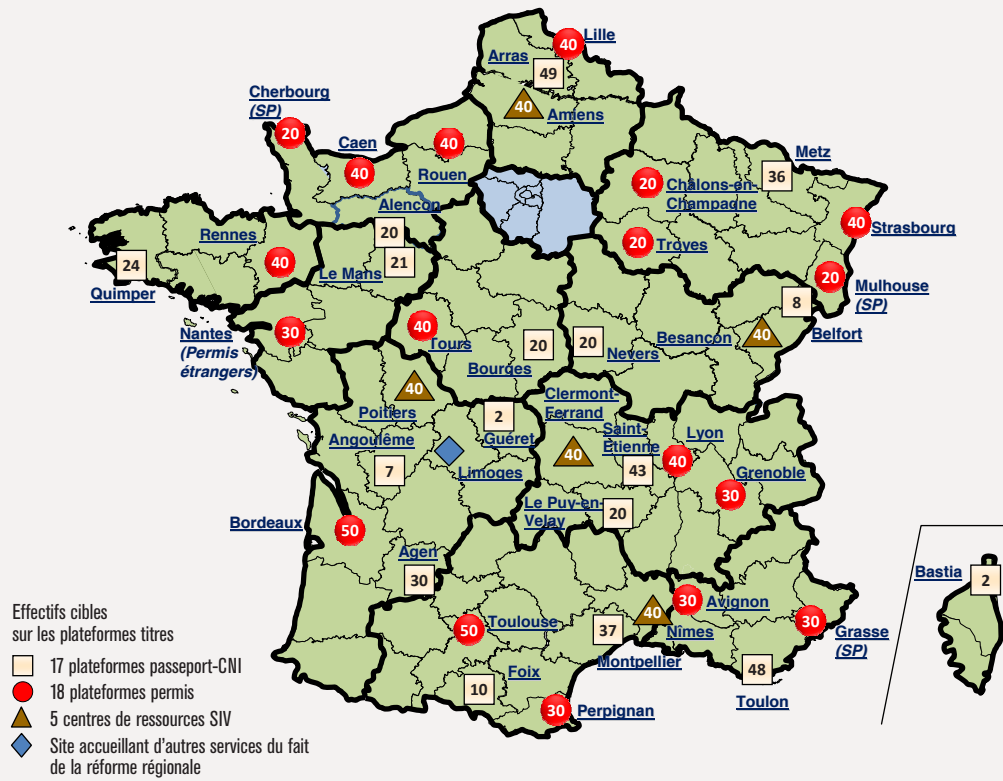 40
Lille
Arras
49
Cherbourg
(SP)
40
Amiens
20
Caen
40
40
Rouen
Metz
36
20
Châlons-en-
Champagne
Alençon
20
Rennes
40
Strasbourg
20
Troyes
40
21
Le Mans
24
Quimper
20
Mulhouse
(SP)
8
Belfort
Nantes
(Permis
étrangers)
30
40
Tours
20
Bourges
20
Nevers
Besançon
40
40
Poitiers
Clermont-
Ferrand
2
Guéret
Saint-
Etienne
Lyon
Angoulême
7
Limoges
40
43
40
Grenoble
30
Le Puy-en-
Velay
20
Bordeaux
50
Agen
30
Bastia
2
40
Nîmes
30
Avignon
30
Grasse
(SP)
50
Toulouse
37
Montpellier
48
Toulon
Foix
10
30
Perpignan
Effectifs cibles
sur les plateformes titres
17 plateformes passeport-CNI
18 plateformes permis
5 centres de ressources SIV
Site accueillant d'autres services du fait
de la réforme régionale